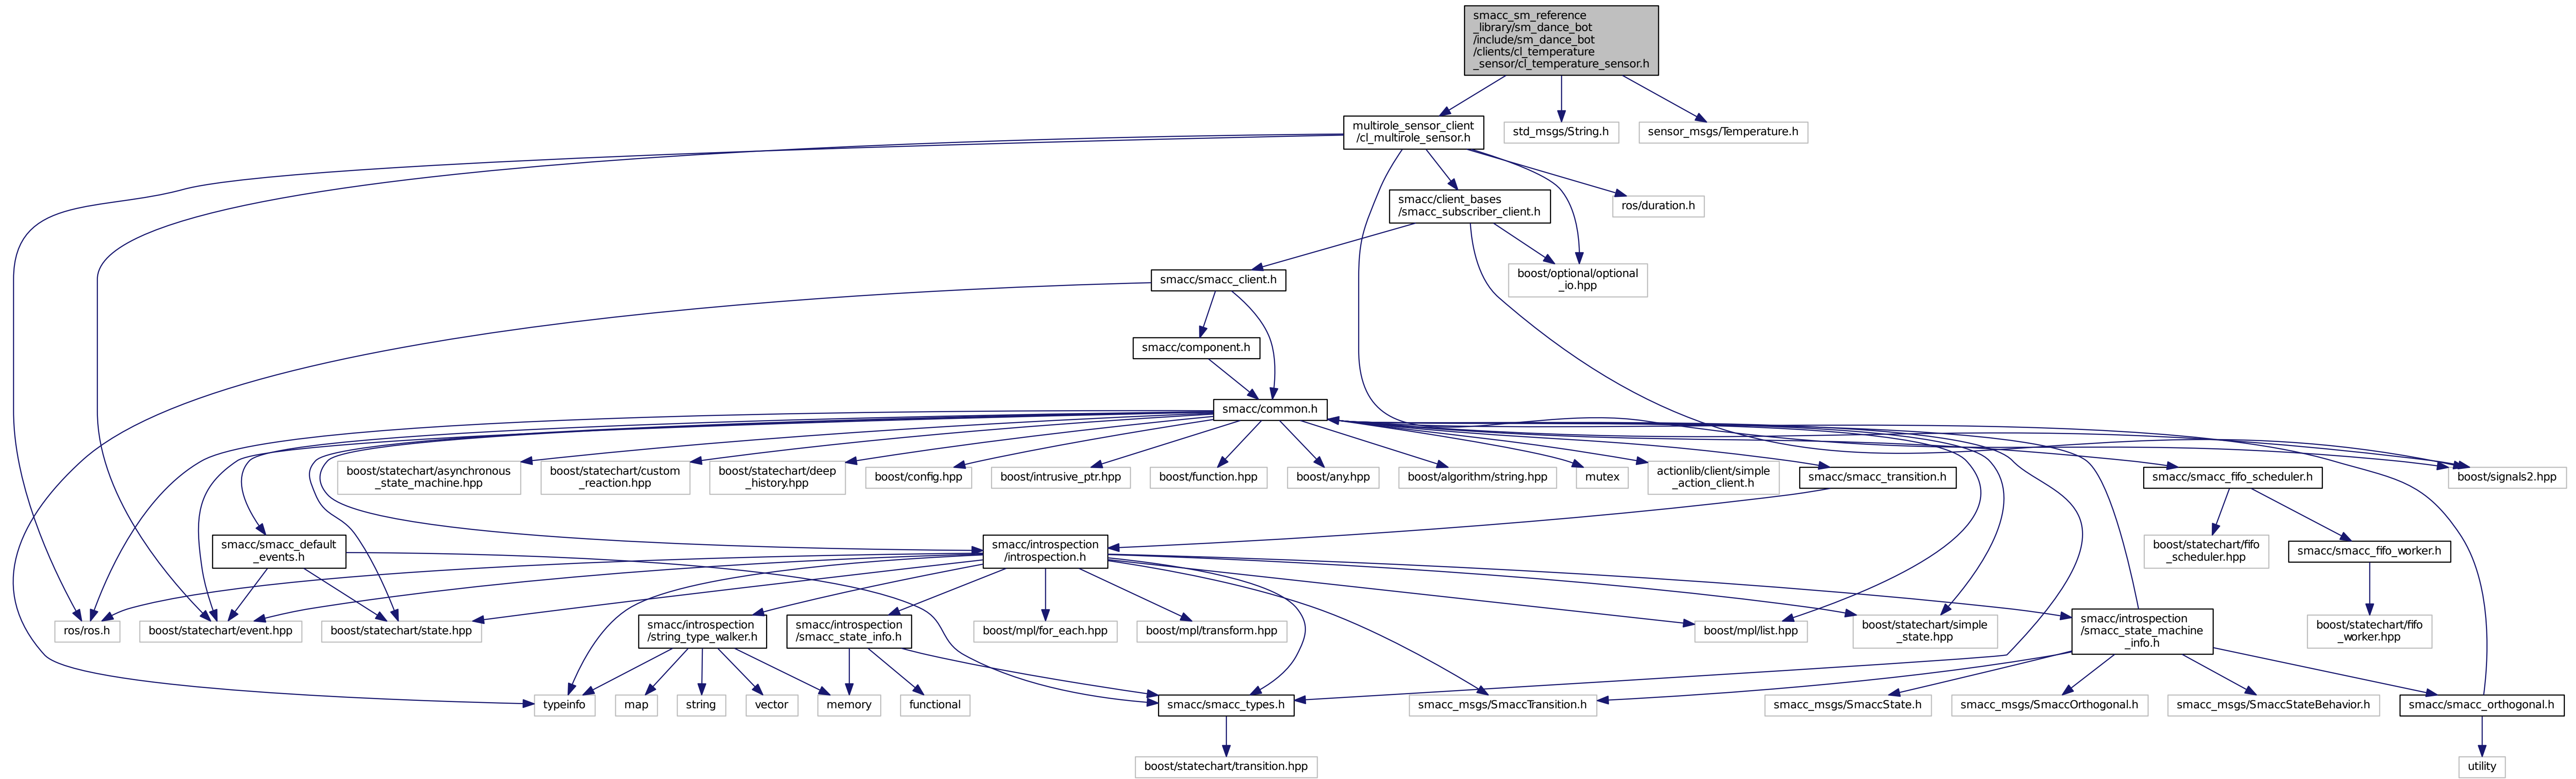 smacc_sm_reference
_library/sm_dance_bot
/include/sm_dance_bot
/clients/cl_temperature
_sensor/cl_temperature_sensor.h
multirole_sensor_client
/cl_multirole_sensor.h
std_msgs/String.h
sensor_msgs/Temperature.h
smacc/client_bases
/smacc_subscriber_client.h
ros/duration.h
smacc/smacc_client.h
boost/optional/optional
_io.hpp
smacc/component.h
smacc/common.h
boost/statechart/asynchronous
_state_machine.hpp
boost/statechart/custom
_reaction.hpp
boost/statechart/deep
_history.hpp
boost/config.hpp
boost/intrusive_ptr.hpp
boost/function.hpp
boost/any.hpp
boost/algorithm/string.hpp
mutex
actionlib/client/simple
_action_client.h
smacc/smacc_transition.h
smacc/smacc_fifo_scheduler.h
boost/signals2.hpp
smacc/smacc_default
_events.h
smacc/introspection
/introspection.h
boost/statechart/fifo
_scheduler.hpp
smacc/smacc_fifo_worker.h
ros/ros.h
boost/statechart/event.hpp
boost/statechart/state.hpp
smacc/introspection
/string_type_walker.h
smacc/introspection
/smacc_state_info.h
boost/mpl/for_each.hpp
boost/mpl/transform.hpp
boost/mpl/list.hpp
boost/statechart/simple
_state.hpp
smacc/introspection
/smacc_state_machine
_info.h
boost/statechart/fifo
_worker.hpp
typeinfo
map
string
vector
memory
functional
smacc/smacc_types.h
smacc_msgs/SmaccTransition.h
smacc_msgs/SmaccState.h
smacc_msgs/SmaccOrthogonal.h
smacc_msgs/SmaccStateBehavior.h
smacc/smacc_orthogonal.h
boost/statechart/transition.hpp
utility